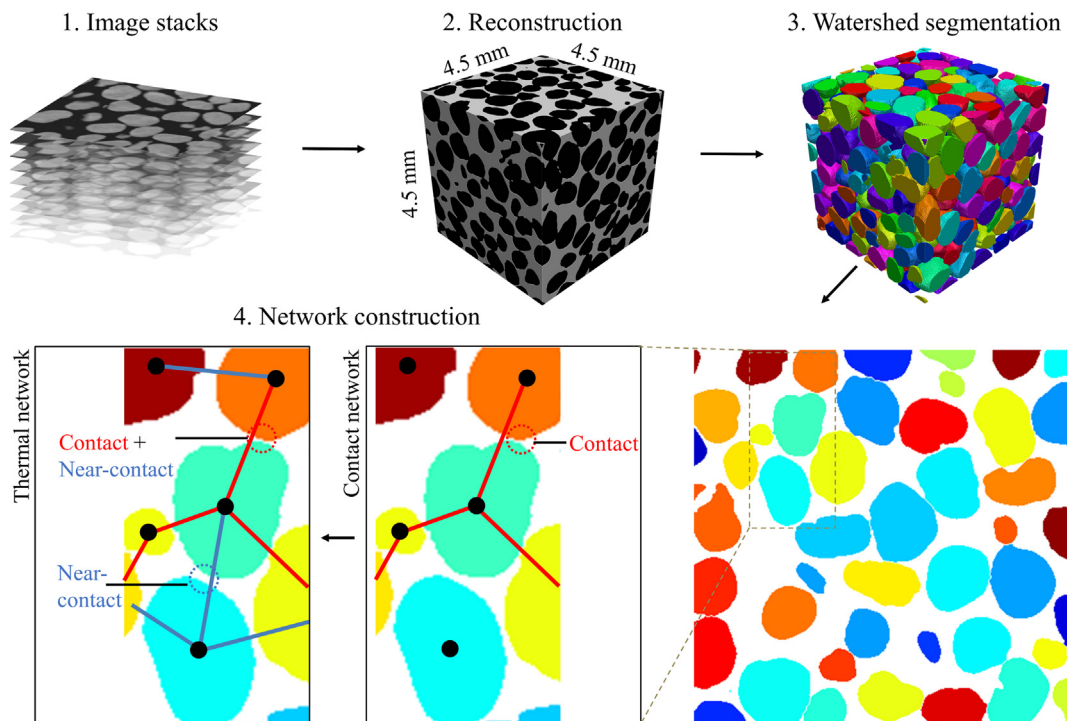 1. Image stacks
2. Reconstruction
3. Watershed segmentation
4.5 mm
4.5 mm
4.5 mm
4. Network construction
Thermal network
Contact +
Near-contact
Near-
contact
Contact network
Contact